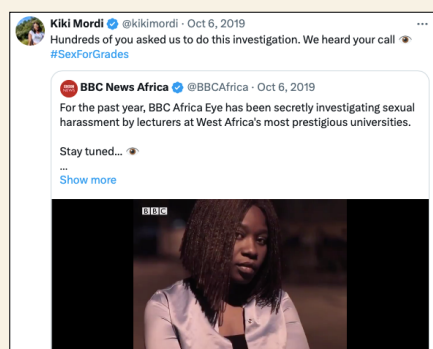 Kiki Mordi @kikimordi · Oct 6, 2019
Hundreds of you asked us to do this investigation. We heard your call 👁
#SexForGrades
BBC News Africa @BBCAfrica · Oct 6, 2019
For the past year, BBC Africa Eye has been secretly investigating sexual
harassment by lecturers at West Africa's most prestigious universities.
Stay tuned... 👁
...
Show more
BBC